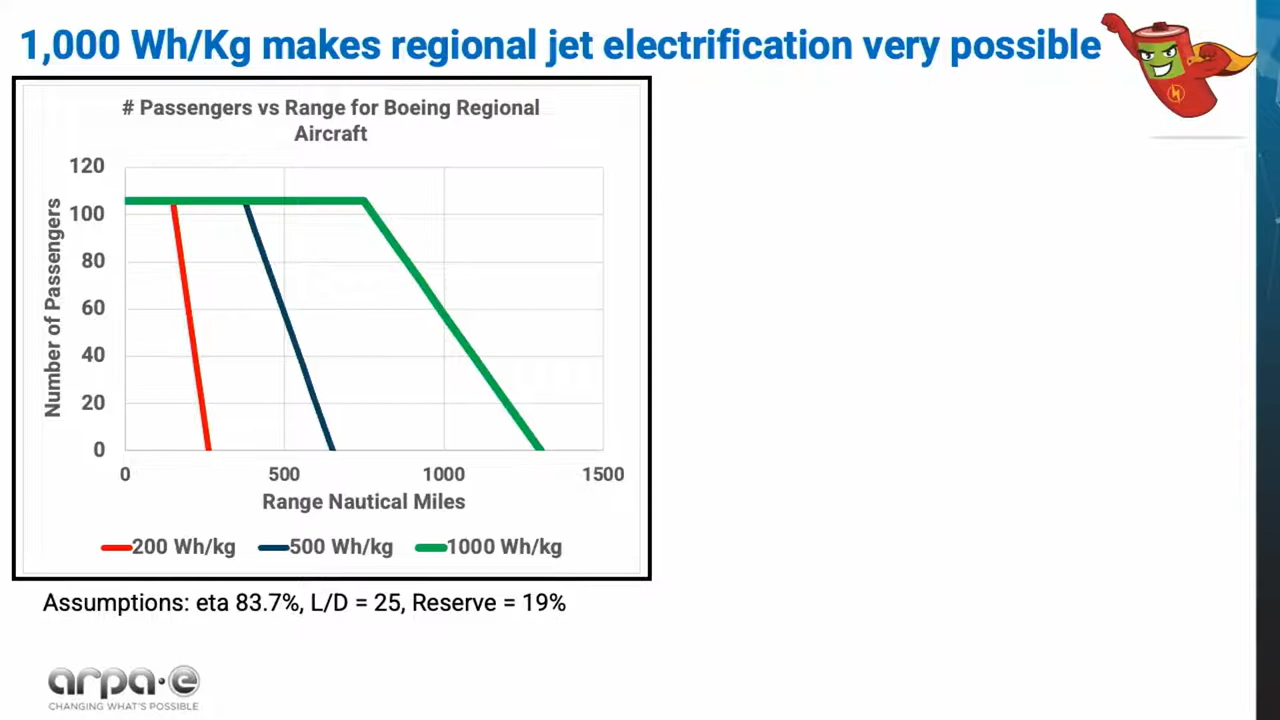 1,000 Wh/Kg makes regional jet electrification very possible
# Passengers vs Range for Boeing Regional
Aircraft
Number of Passengers
120
100
80
60
40
20
0
0 500 1000 1500
Range Nautical Miles
200 Wh/kg 500 Wh/kg 1000 Wh/kg
Assumptions: eta 83.7%, L/D = 25, Reserve = 19%
arpa·e
CHANGING WHAT'S POSSIBLE